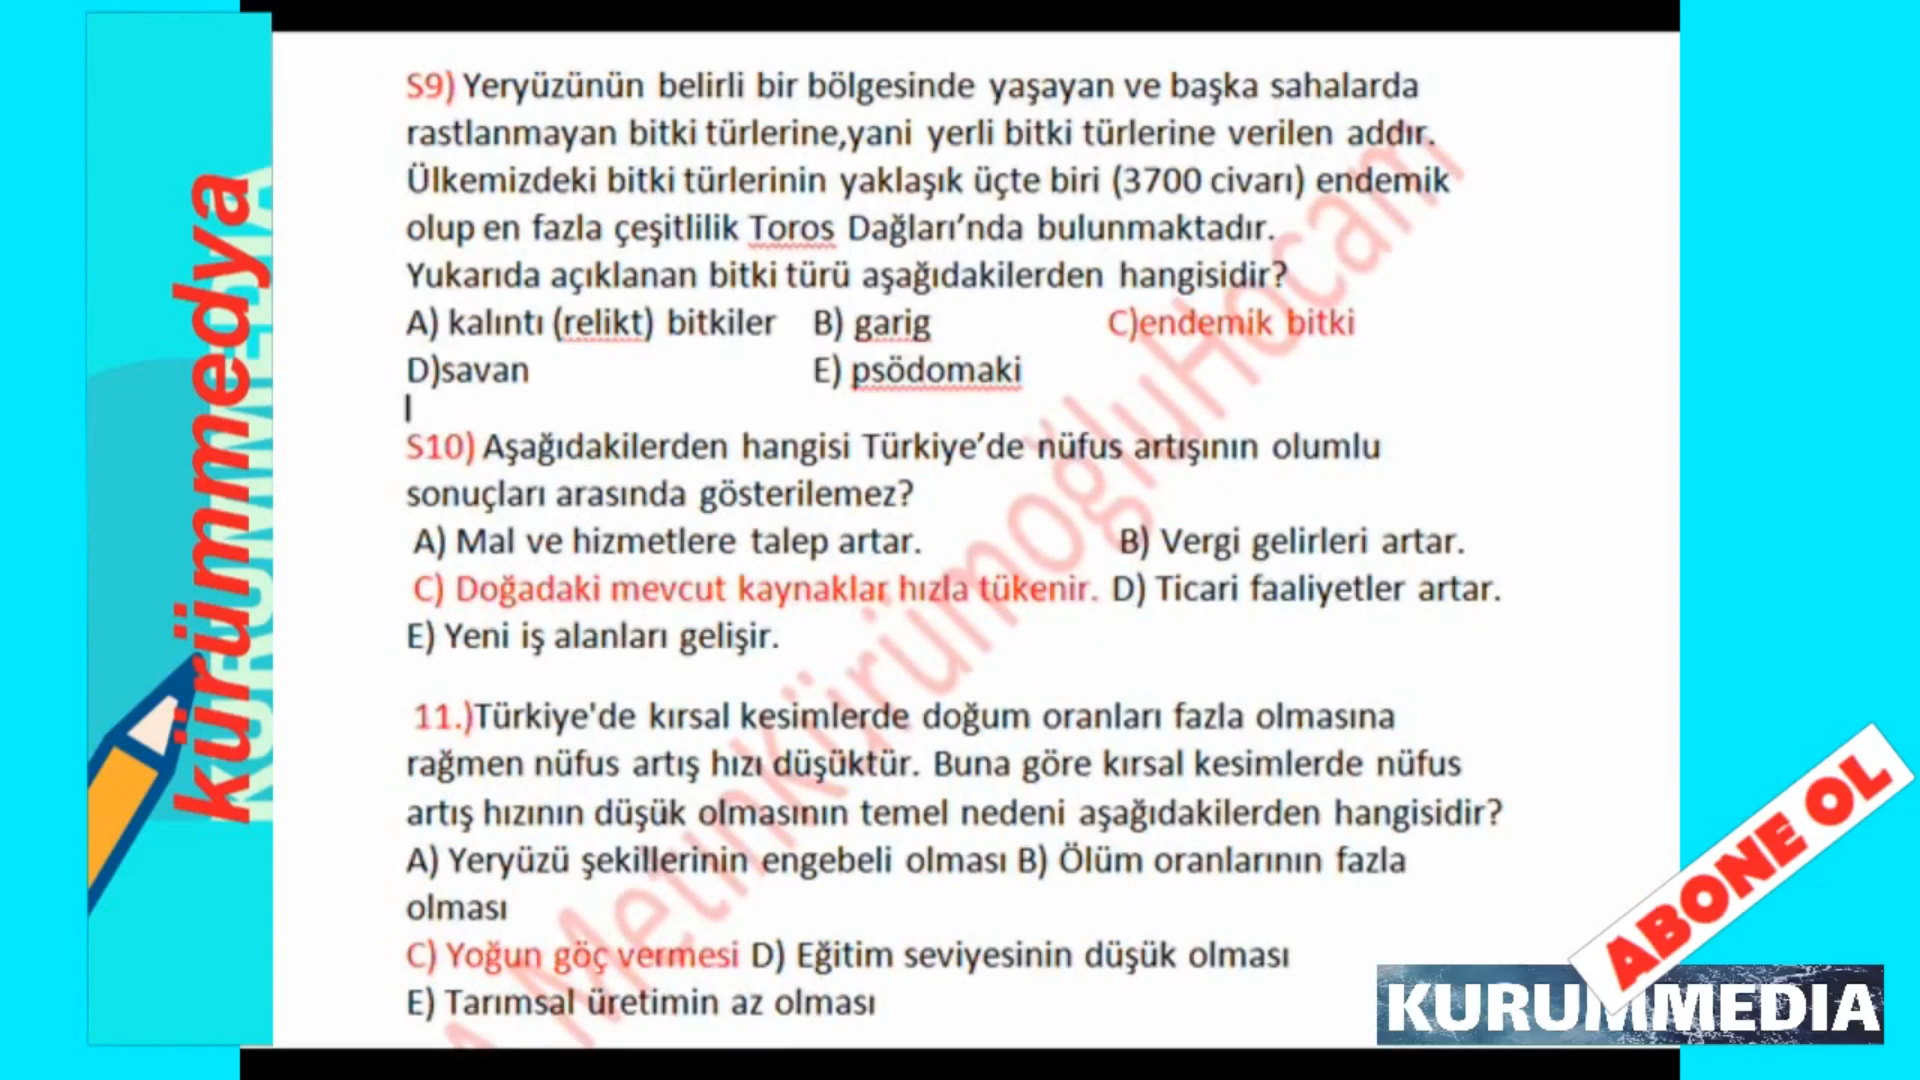 S9) Yeryüzünün belirli bir bölgesinde yaşayan ve başka sahalarda
rastlanmayan bitki türlerine,yani yerli bitki türlerine verilen addır.
Ülkemizdeki bitki türlerinin yaklaşık üçte biri (3700 civarı) endemik
olup en fazla çeşitlilik Toros Dağları’nda bulunmaktadır.
Yukarıda açıklanan bitki türü aşağıdakilerden hangisidir?
A) kalıntı (relikt) bitkiler B) garig C)endemik bitki
D)savan E) psödomaki
S10) Aşağıdakilerden hangisi Türkiye’de nüfus artışının olumlu
sonuçları arasında gösterilemez?
A) Mal ve hizmetlere talep artar. B) Vergi gelirleri artar.
C) Doğadaki mevcut kaynaklar hızla tükenir. D) Ticari faaliyetler artar.
E) Yeni iş alanları gelişir.
11.)Türkiye'de kırsal kesimlerde doğum oranları fazla olmasına
rağmen nüfus artış hızı düşüktür. Buna göre kırsal kesimlerde nüfus
artış hızının düşük olmasının temel nedeni aşağıdakilerden hangisidir?
A) Yeryüzü şekillerinin engebeli olması B) Ölüm oranlarının fazla
olması
C) Yoğun göç vermesi D) Eğitim seviyesinin düşük olması
E) Tarımsal üretimin az olması
kürümmedya
MetinKürümoğluHocam
ABONE OL
KURUMMEDIA